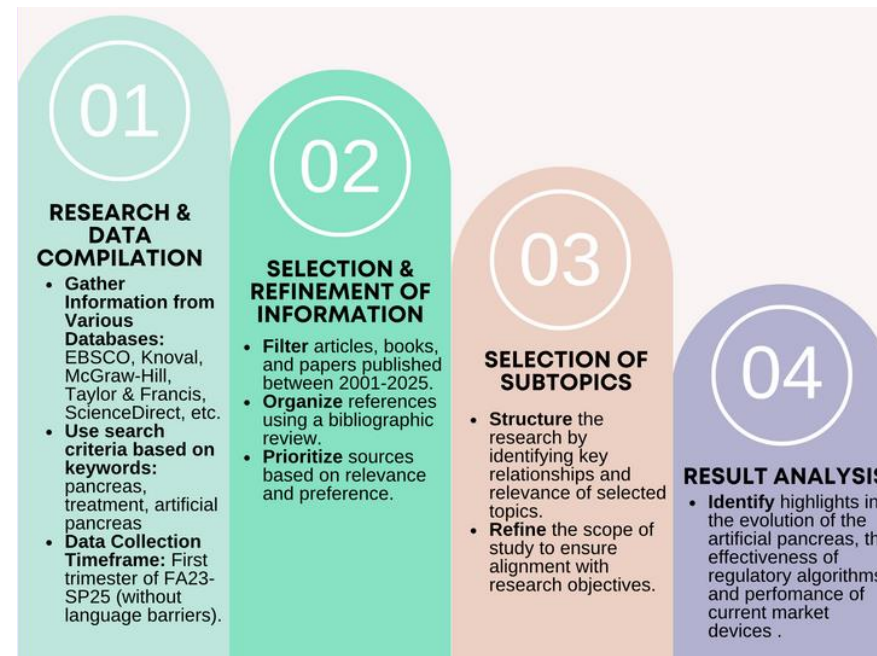 01
RESEARCH &
DATA
COMPILATION
• Gather
Information from
Various
Databases:
EBSCO, Knoval,
McGraw-Hill,
Taylor & Francis,
ScienceDirect, etc.
• Use search
criteria based on
keywords:
pancreas,
treatment, artificial
pancreas
• Data Collection
Timeframe: First
trimester of FA23-
SP25 (without
language barriers).
02
SELECTION &
REFINEMENT OF
INFORMATION
• Filter articles, books,
and papers published
between 2001-2025.
• Organize references
using a bibliographic
review.
• Prioritize sources
based on relevance
and preference.
03
SELECTION OF
SUBTOPICS
• Structure the
research by
identifying key
relationships and
relevance of selected
topics.
• Refine the scope of
study to ensure
alignment with
research objectives.
04
RESULT ANALYSIS
• Identify highlights in
the evolution of the
artificial pancreas, th
effectiveness of
regulatory algorithms
and perfomance of
current market
devices .